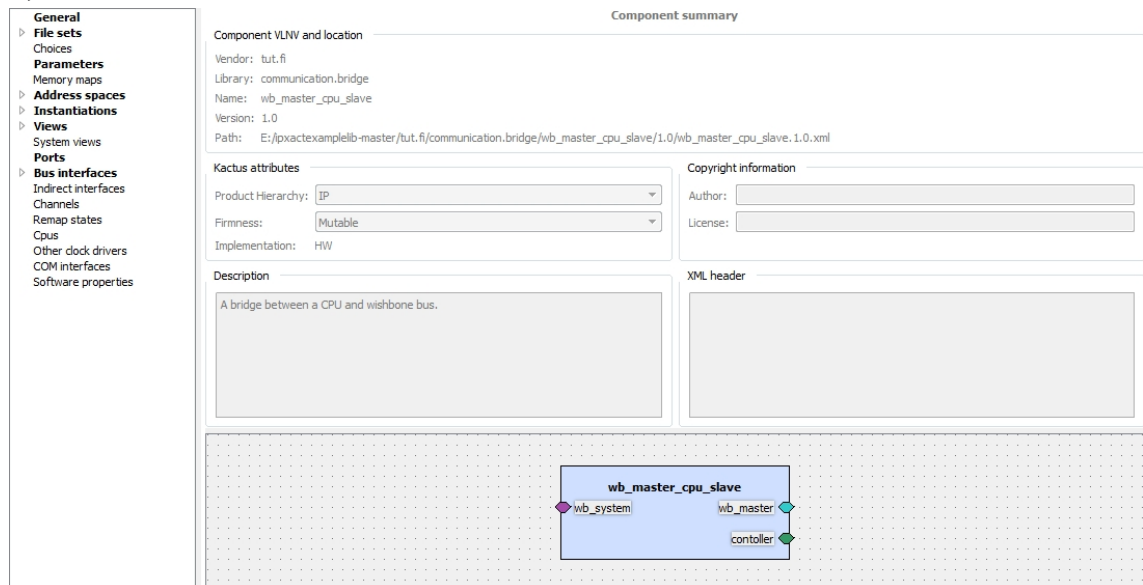 General
File sets
Choices
Parameters
Memory maps
Address spaces
Instantiations
Views
System views
Ports
Bus interfaces
Indirect interfaces
Channels
Remap states
Cpus
Other clock drivers
COM interfaces
Software properties
Component summary
Component VLNV and location
Vendor: tut.fi
Library: communication.bridge
Name: wb_master_cpu_slave
Version: 1.0
Path: E:/ipxactexamplelib-master/tut.fi/communication.bridge/wb_master_cpu_slave/1.0/wb_master_cpu_slave.1.0.xml
Kactus attributes
Product Hierarchy: IP
Firmness: Mutable
Implementation: HW
Copyright information
Author:
License:
Description
A bridge between a CPU and wishbone bus.
XML header
wb_master_cpu_slave
wb_system wb_master
contoller